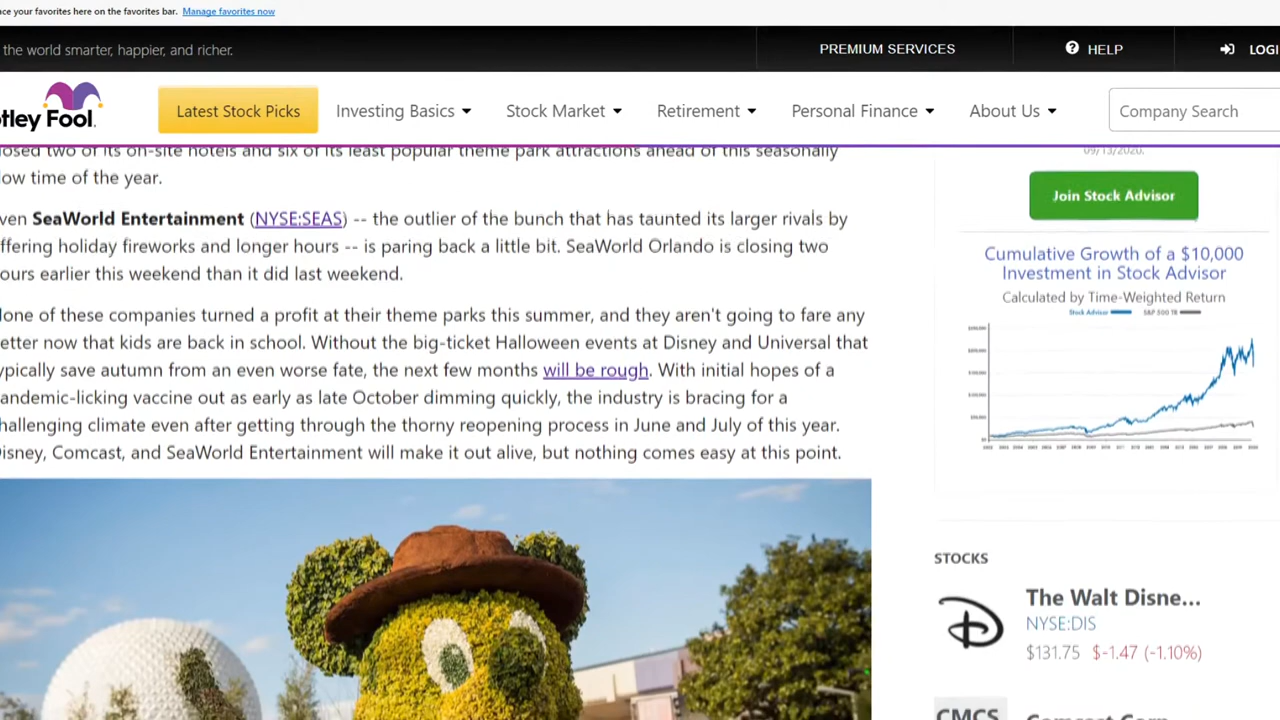 ce your favorites here on the favorites bar. Manage favorites now
the world smarter, happier, and richer.
PREMIUM SERVICES
HELP
LOGI
tley Fool.
Latest Stock Picks
Investing Basics
Stock Market
Retirement
Personal Finance
About Us
Company Search
losed two of its on-site hotels and six of its least popular theme park attractions ahead of this seasonally
low time of the year.
ven SeaWorld Entertainment (NYSE:SEAS) -- the outlier of the bunch that has taunted its larger rivals by
ffering holiday fireworks and longer hours -- is paring back a little bit. SeaWorld Orlando is closing two
ours earlier this weekend than it did last weekend.
None of these companies turned a profit at their theme parks this summer, and they aren't going to fare any
etter now that kids are back in school. Without the big-ticket Halloween events at Disney and Universal that
ypically save autumn from an even worse fate, the next few months will be rough. With initial hopes of a
andemic-licking vaccine out as early as late October dimming quickly, the industry is bracing for a
hallenging climate even after getting through the thorny reopening process in June and July of this year.
Disney, Comcast, and SeaWorld Entertainment will make it out alive, but nothing comes easy at this point.
09/13/2020.
Join Stock Advisor
Cumulative Growth of a $10,000
Investment in Stock Advisor
Calculated by Time-Weighted Return
Stock Advisor
S&P 500 TR
STOCKS
The Walt Disne...
NYSE:DIS
$131.75 $-1.47 (-1.10%)
CMCS
Comcast Corp